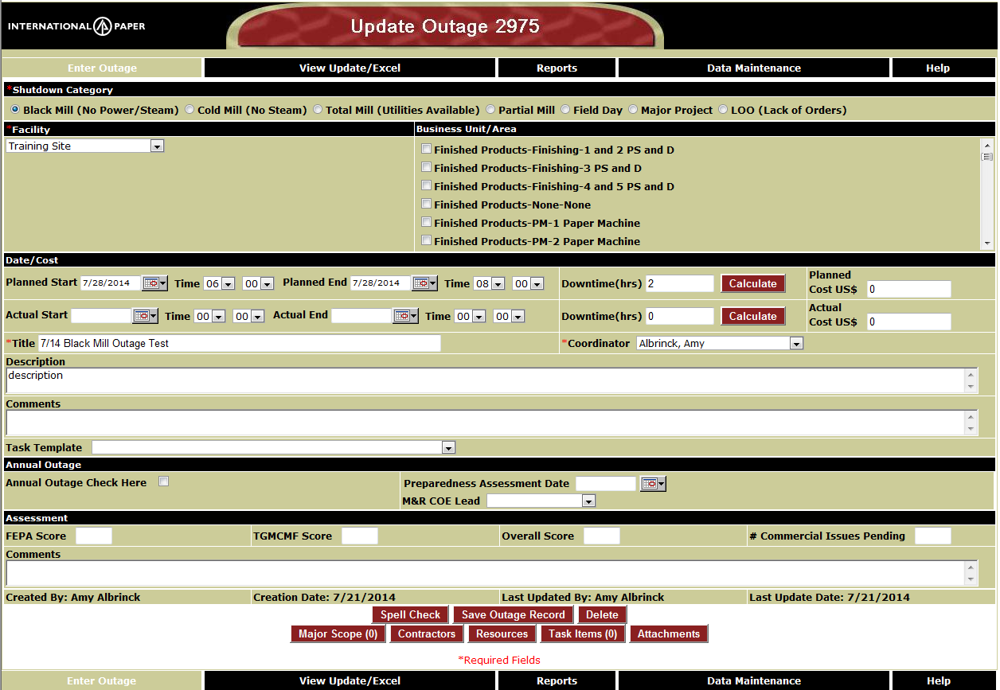 INTERNATIONAL PAPER
Update Outage 2975
Enter Outage View Update/Excel Reports Data Maintenance Help
*Shutdown Category
Black Mill (No Power/Steam) Cold Mill (No Steam) Total Mill (Utilities Available) Partial Mill Field Day Major Project LOO (Lack of Orders)
*Facility Business Unit/Area
Training Site
Finished Products-Finishing-1 and 2 PS and D
Finished Products-Finishing-3 PS and D
Finished Products-Finishing-4 and 5 PS and D
Finished Products-None-None
Finished Products-PM-1 Paper Machine
Finished Products-PM-2 Paper Machine
Date/Cost
Planned Start 7/28/2014 Time 06 00 Planned End 7/28/2014 Time 08 00 Downtime(hrs) 2 Calculate Planned Cost US$ 0
Actual Start Time 00 00 Actual End Time 00 00 Downtime(hrs) 0 Calculate Actual Cost US$ 0
*Title 7/14 Black Mill Outage Test *Coordinator Albrinck, Amy
Description
description
Comments
Task Template
Annual Outage
Annual Outage Check Here Preparedness Assessment Date
M&R COE Lead
Assessment
FEPA Score TGMCMF Score Overall Score # Commercial Issues Pending
Comments
Created By: Amy Albrinck Creation Date: 7/21/2014 Last Updated By: Amy Albrinck Last Update Date: 7/21/2014
Spell Check Save Outage Record Delete
Major Scope (0) Contractors Resources Task Items (0) Attachments
*Required Fields
Enter Outage View Update/Excel Reports Data Maintenance Help